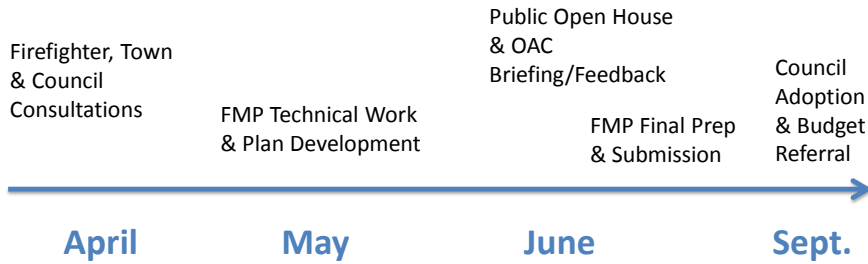 Firefighter, Town
& Council
Consultations
FMP Technical Work
& Plan Development
Public Open House
& OAC
Briefing/Feedback
FMP Final Prep
& Submission
Council
Adoption
& Budget
Referral
April
May
June
Sept.